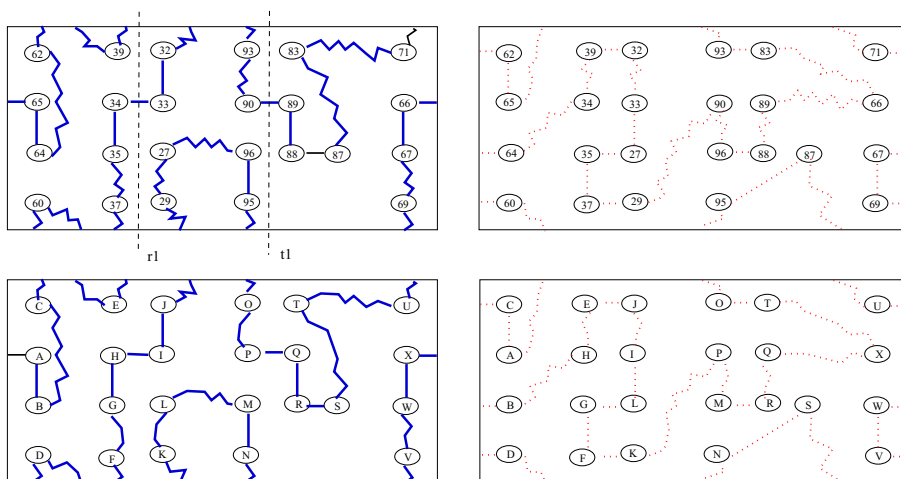 62 39 32 93 83 71
65 34 33 90 89 66
64 35 27 96 88 87 67
60 37 29 95 69
r1 t1
62 39 32 93 83 71
65 34 33 90 89 66
64 35 27 96 88 87 67
60 37 29 95 69
C E J O T U
A H I P Q X
B G L M R S W
D F K N V
C E J O T U
A H I P Q X
B G L M R S W
D F K N V